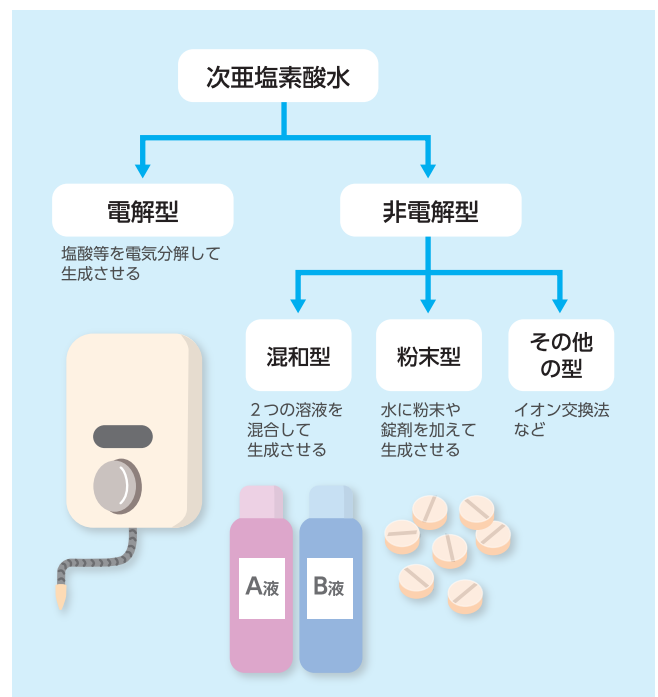 次亜塩素酸水
電解型
塩酸等を電気分解して
生成させる
非電解型
混和型
２つの溶液を
混合して
生成させる
粉末型
水に粉末や
錠剤を加えて
生成させる
その他
の型
イオン交換法
など
A液
B液